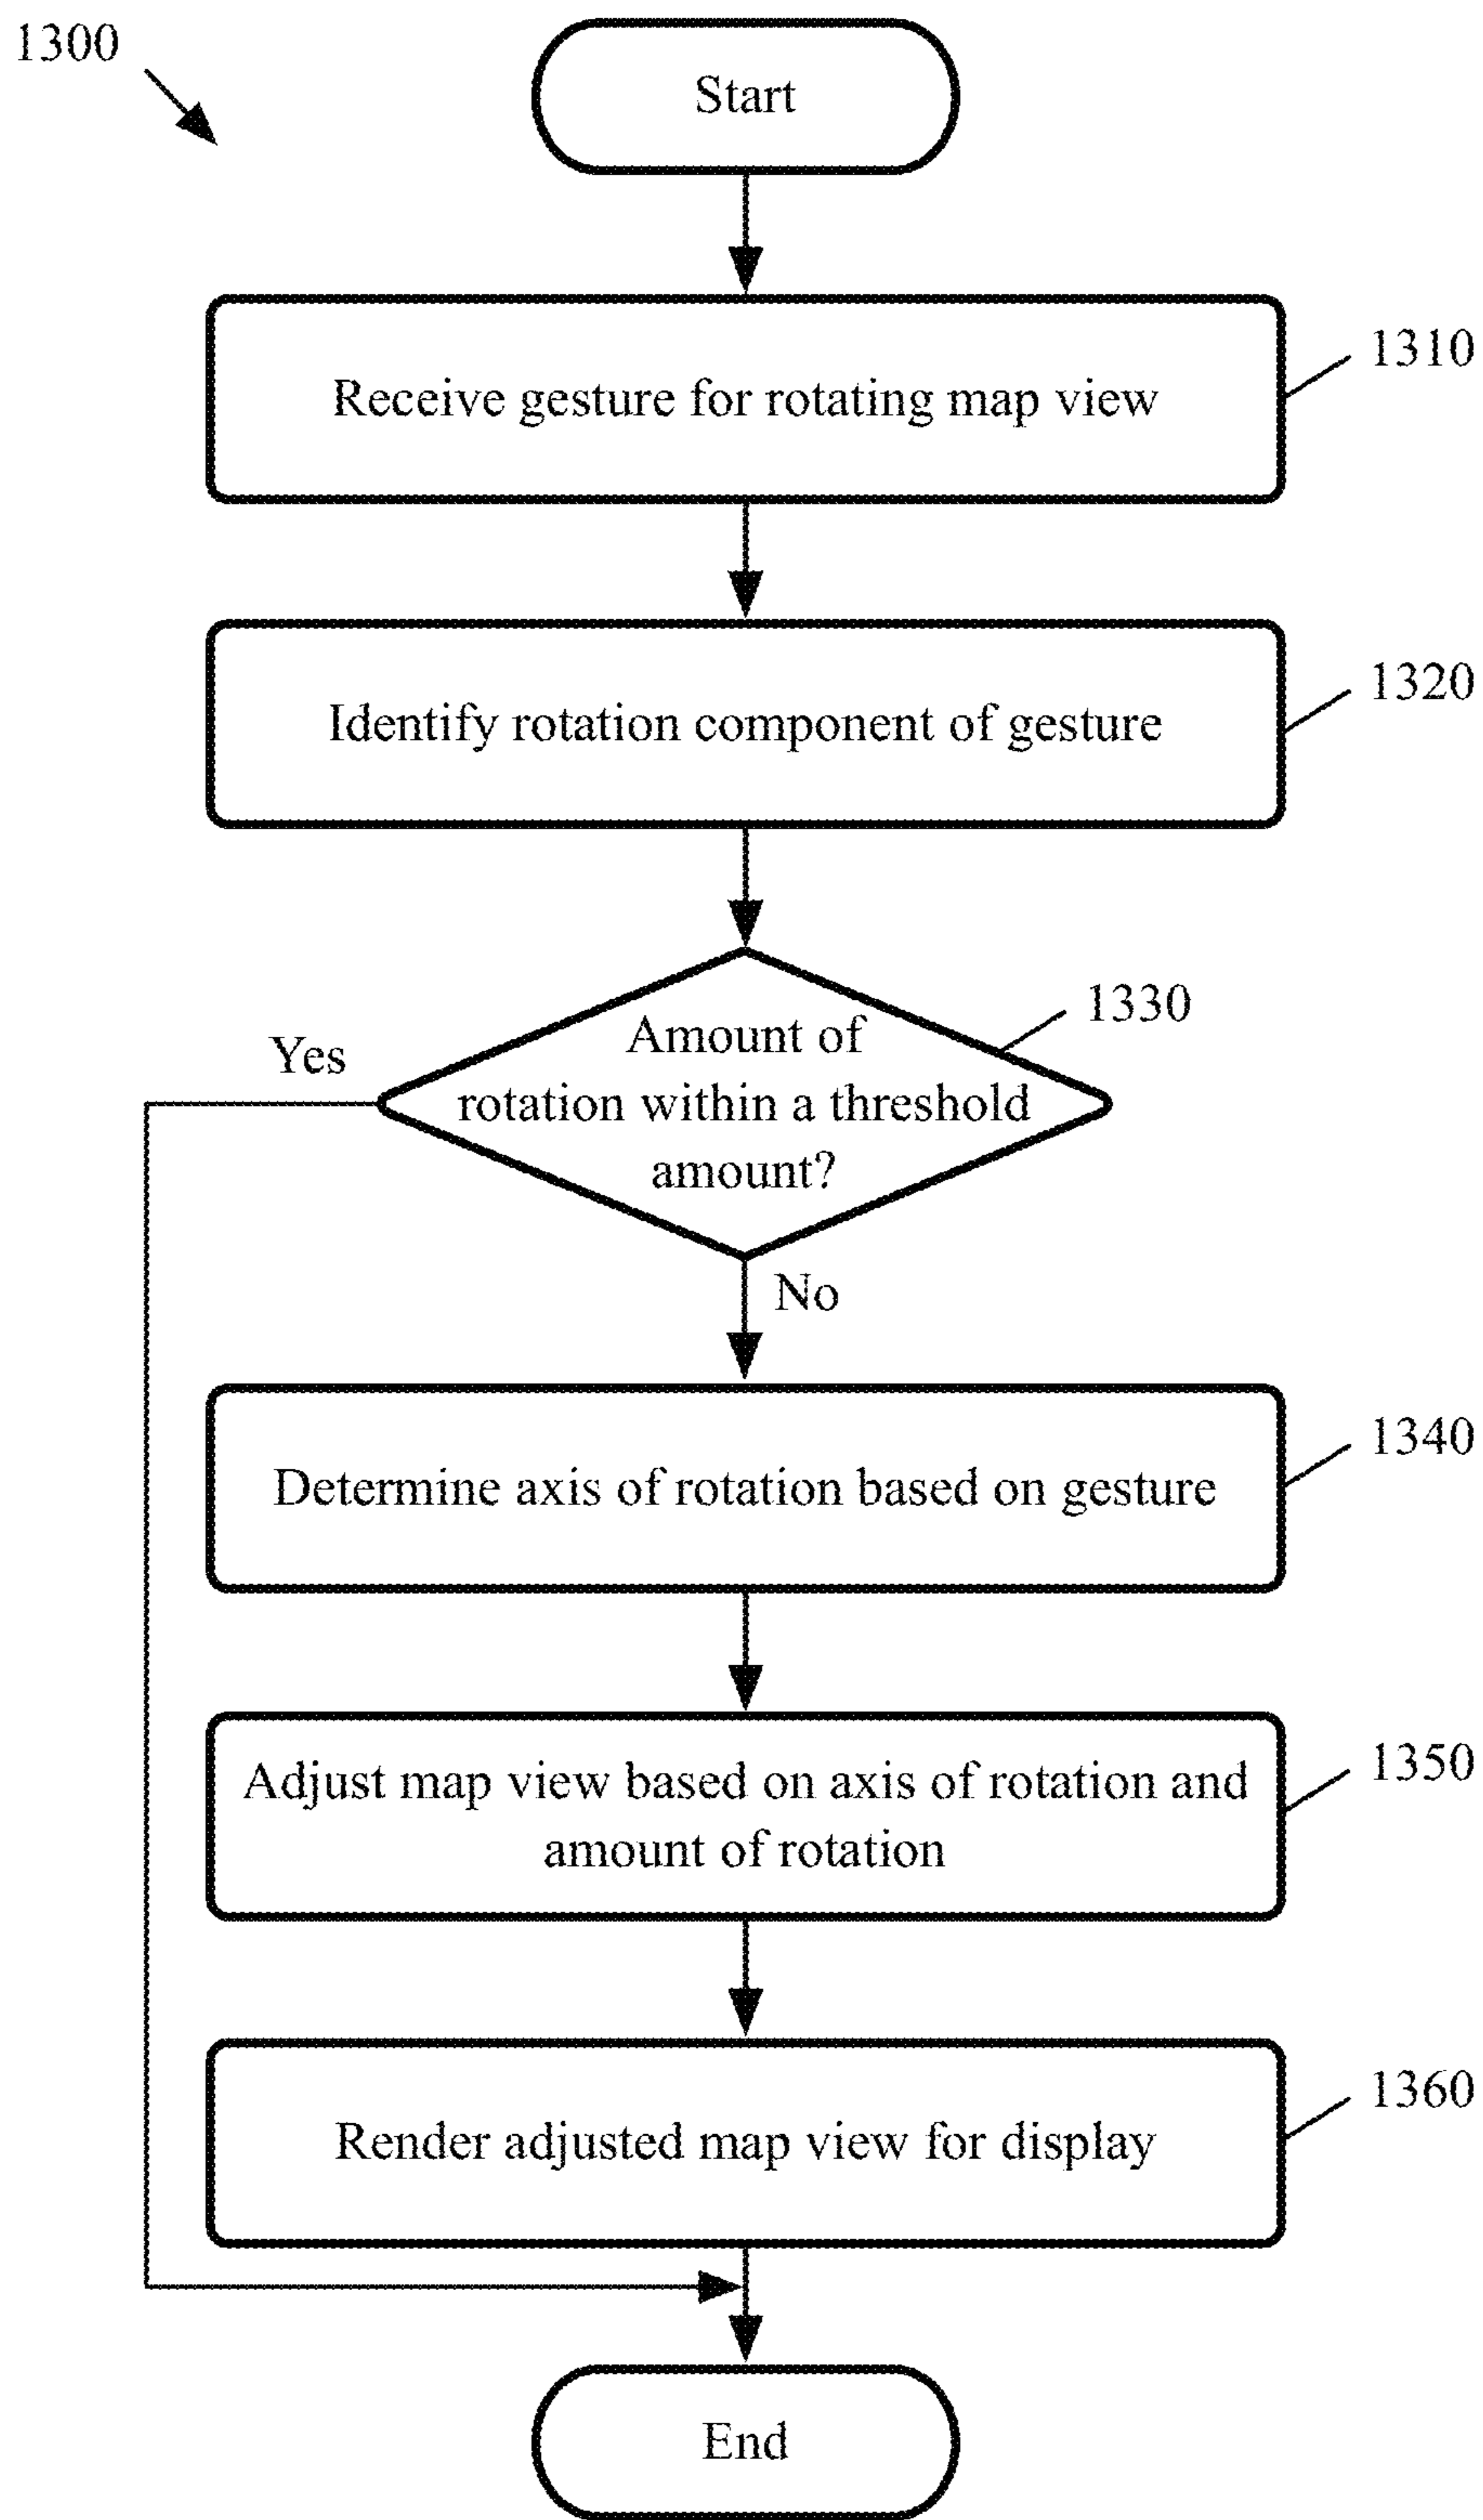 1300
Start
Receive gesture for rotating map view
1310
Identify rotation component of gesture
1320
Amount of
rotation within a threshold
amount?
1330
Yes
No
Determine axis of rotation based on gesture
1340
Adjust map view based on axis of rotation and
amount of rotation
1350
Render adjusted map view for display
1360
End